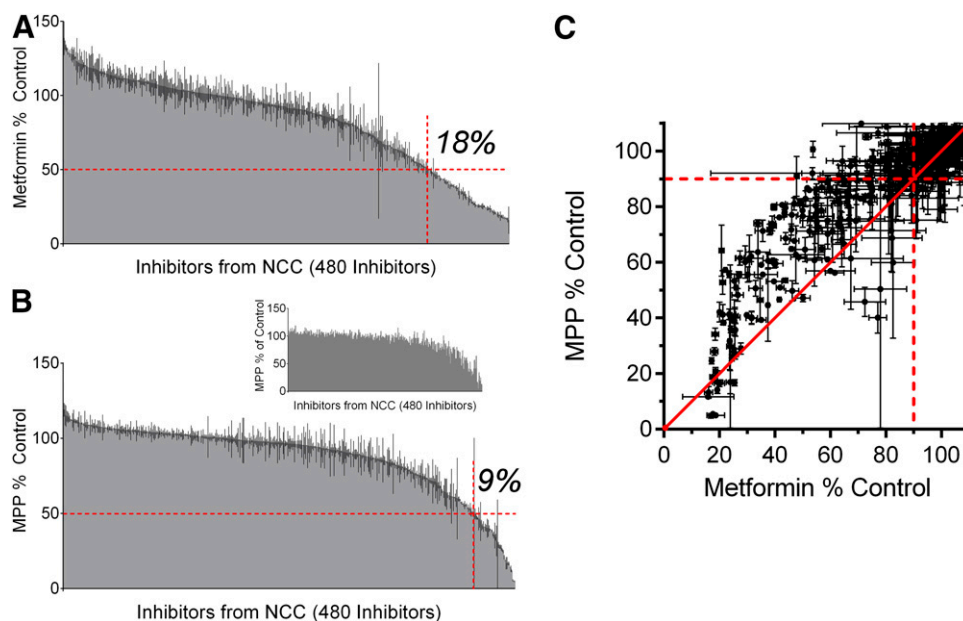 A
150
100
50
0
Metformin % Control
18%
Inhibitors from NCC (480 Inhibitors)
B
150
100
50
0
MPP % Control
150
100
50
0
MPP % of Control
Inhibitors from NCC (480 Inhibitors)
9%
Inhibitors from NCC (480 Inhibitors)
C
100
80
60
40
20
0
MPP % Control
0
20
40
60
80
100
Metformin % Control